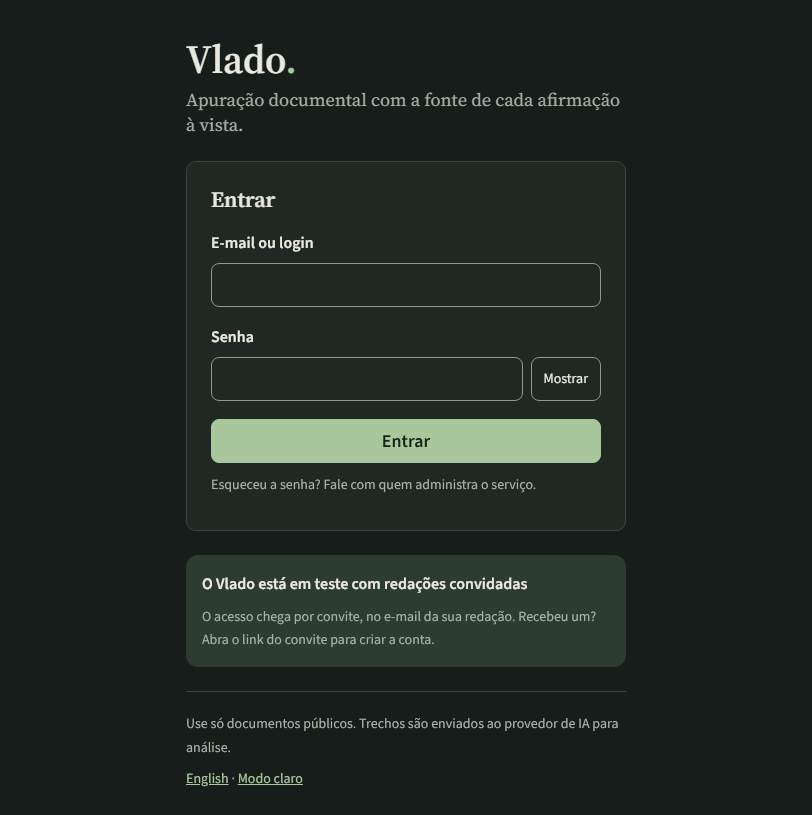 Vlado.
Apuração documental com a fonte de cada afirmação
à vista.
Entrar
E-mail ou login
Senha
Mostrar
Entrar
Esqueceu a senha? Fale com quem administra o serviço.
O Vlado está em teste com redações convidadas
O acesso chega por convite, no e-mail da sua redação. Recebeu um?
Abra o link do convite para criar a conta.
Use só documentos públicos. Trechos são enviados ao provedor de IA para
análise.
English · Modo claro